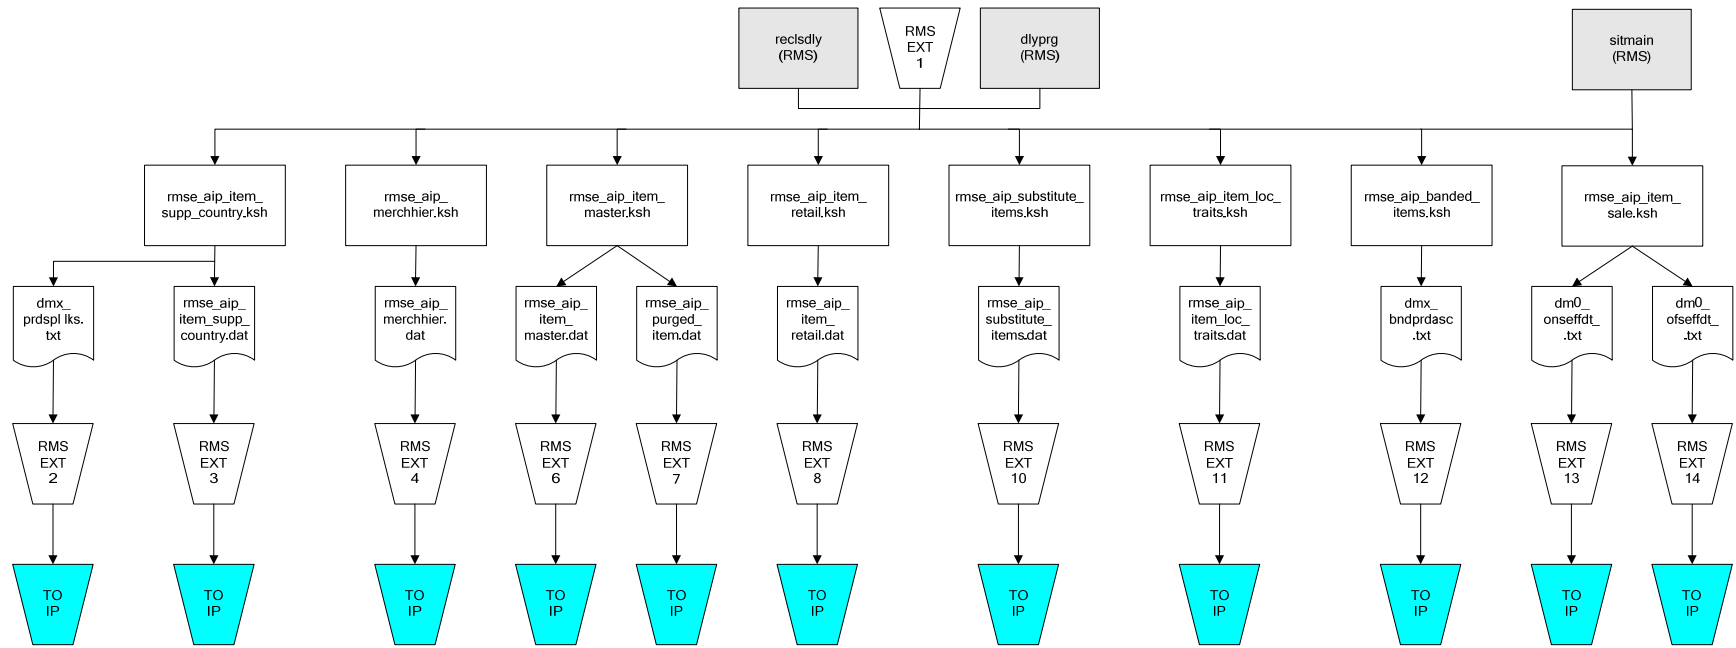 reclsdly
(RMS)
RMS
EXT
1
dlyprg
(RMS)
sitmain
(RMS)
rmse_aip_item_
supp_country.ksh
rmse_aip_
merchhier.ksh
rmse_aip_item_
master.ksh
rmse_aip_item_
retail.ksh
rmse_aip_substitute_
items.ksh
rmse_aip_item_loc_
traits.ksh
rmse_aip_banded_
items.ksh
rmse_aip_item_
sale.ksh
dmx_
prdspl lks.
txt
rmse_aip_
item_supp_
country.dat
rmse_aip_
merchhier.
dat
rmse_aip_
item_
master.dat
rmse_aip_
purged_
item.dat
rmse_aip_
item_
retail.dat
rmse_aip_
substitute_
items.dat
rmse_aip_
item_loc_
traits.dat
dmx_
bndprdasc
.txt
dm0_
onseffdt_
.txt
dm0_
ofseffdt_
.txt
RMS
EXT
2
RMS
EXT
3
RMS
EXT
4
RMS
EXT
6
RMS
EXT
7
RMS
EXT
8
RMS
EXT
10
RMS
EXT
11
RMS
EXT
12
RMS
EXT
13
RMS
EXT
14
TO
IP
TO
IP
TO
IP
TO
IP
TO
IP
TO
IP
TO
IP
TO
IP
TO
IP
TO
IP
TO
IP